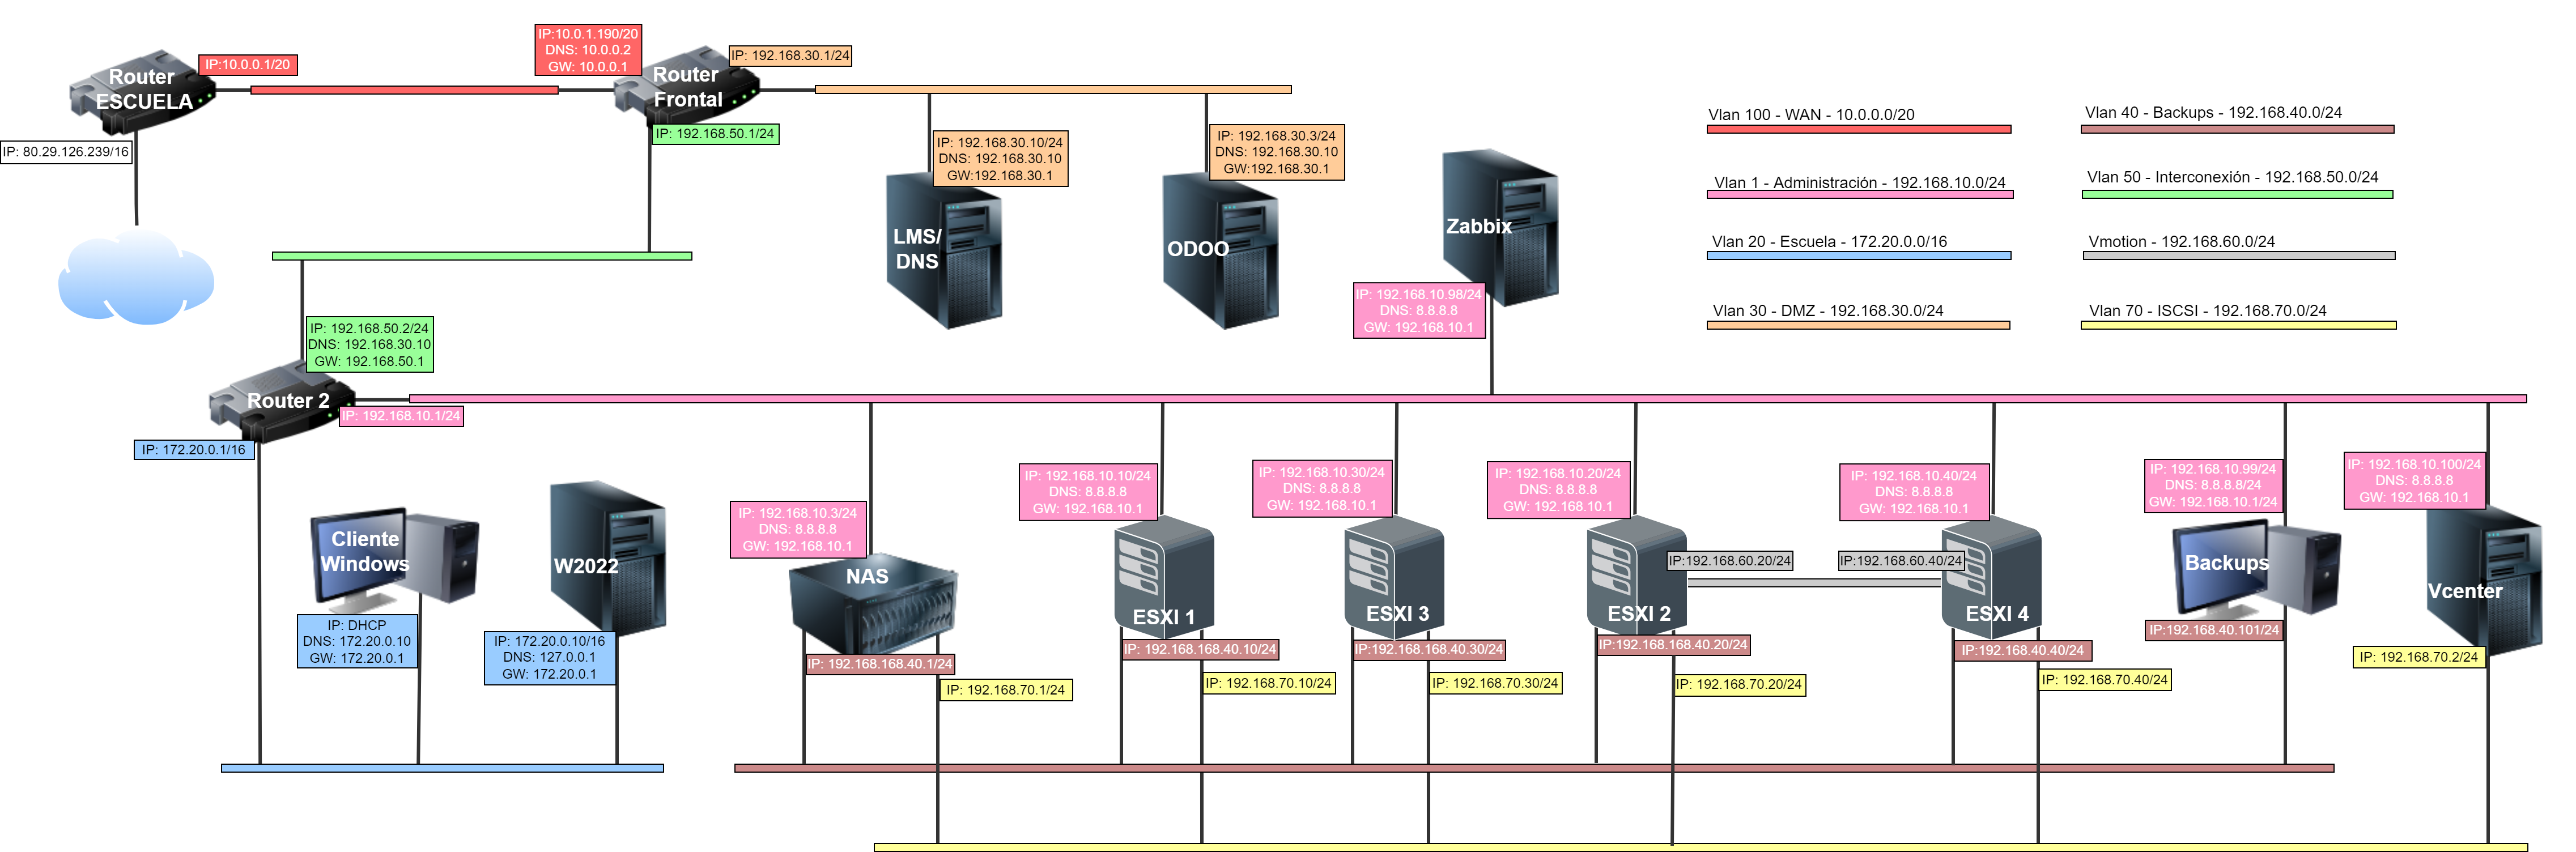 IP:10.0.0.1/20
Router
ESCUELA
IP: 80.29.126.239/16
IP:10.0.1.190/20
DNS: 10.0.0.2
GW: 10.0.0.1
Router
Frontal
IP: 192.168.30.1/24
IP: 192.168.50.1/24
IP: 192.168.30.10/24
DNS: 192.168.30.10
GW:192.168.30.1
LMS/
DNS
IP: 192.168.30.3/24
DNS: 192.168.30.10
GW:192.168.30.1
ODOO
Zabbix
IP: 192.168.10.98/24
DNS: 8.8.8.8
GW: 192.168.10.1
Vlan 100 - WAN - 10.0.0.0/20
Vlan 1 - Administración - 192.168.10.0/24
Vlan 20 - Escuela - 172.20.0.0/16
Vlan 30 - DMZ - 192.168.30.0/24
Vlan 40 - Backups - 192.168.40.0/24
Vlan 50 - Interconexión - 192.168.50.0/24
Vmotion - 192.168.60.0/24
Vlan 70 - ISCSI - 192.168.70.0/24
IP: 192.168.50.2/24
DNS: 192.168.30.10
GW: 192.168.50.1
Router 2
IP: 192.168.10.1/24
IP: 172.20.0.1/16
Cliente
Windows
IP: DHCP
DNS: 172.20.0.10
GW: 172.20.0.1
W2022
IP: 172.20.0.10/16
DNS: 127.0.0.1
GW: 172.20.0.1
IP: 192.168.10.3/24
DNS: 8.8.8.8
GW: 192.168.10.1
NAS
IP: 192.168.168.40.1/24
IP: 192.168.70.1/24
IP: 192.168.10.10/24
DNS: 8.8.8.8
GW: 192.168.10.1
ESXI 1
IP: 192.168.168.40.10/24
IP: 192.168.70.10/24
IP: 192.168.10.30/24
DNS: 8.8.8.8
GW: 192.168.10.1
ESXI 3
IP:192.168.168.40.30/24
IP: 192.168.70.30/24
IP: 192.168.10.20/24
DNS: 8.8.8.8
GW: 192.168.10.1
IP:192.168.60.20/24
ESXI 2
IP:192.168.168.40.20/24
IP: 192.168.70.20/24
IP: 192.168.10.40/24
DNS: 8.8.8.8
GW: 192.168.10.1
IP:192.168.60.40/24
ESXI 4
IP:192.168.40.40/24
IP: 192.168.70.40/24
IP: 192.168.10.99/24
DNS: 8.8.8.8/24
GW: 192.168.10.1/24
Backups
IP:192.168.40.101/24
IP: 192.168.10.100/24
DNS: 8.8.8.8
GW: 192.168.10.1
Vcenter
IP: 192.168.70.2/24